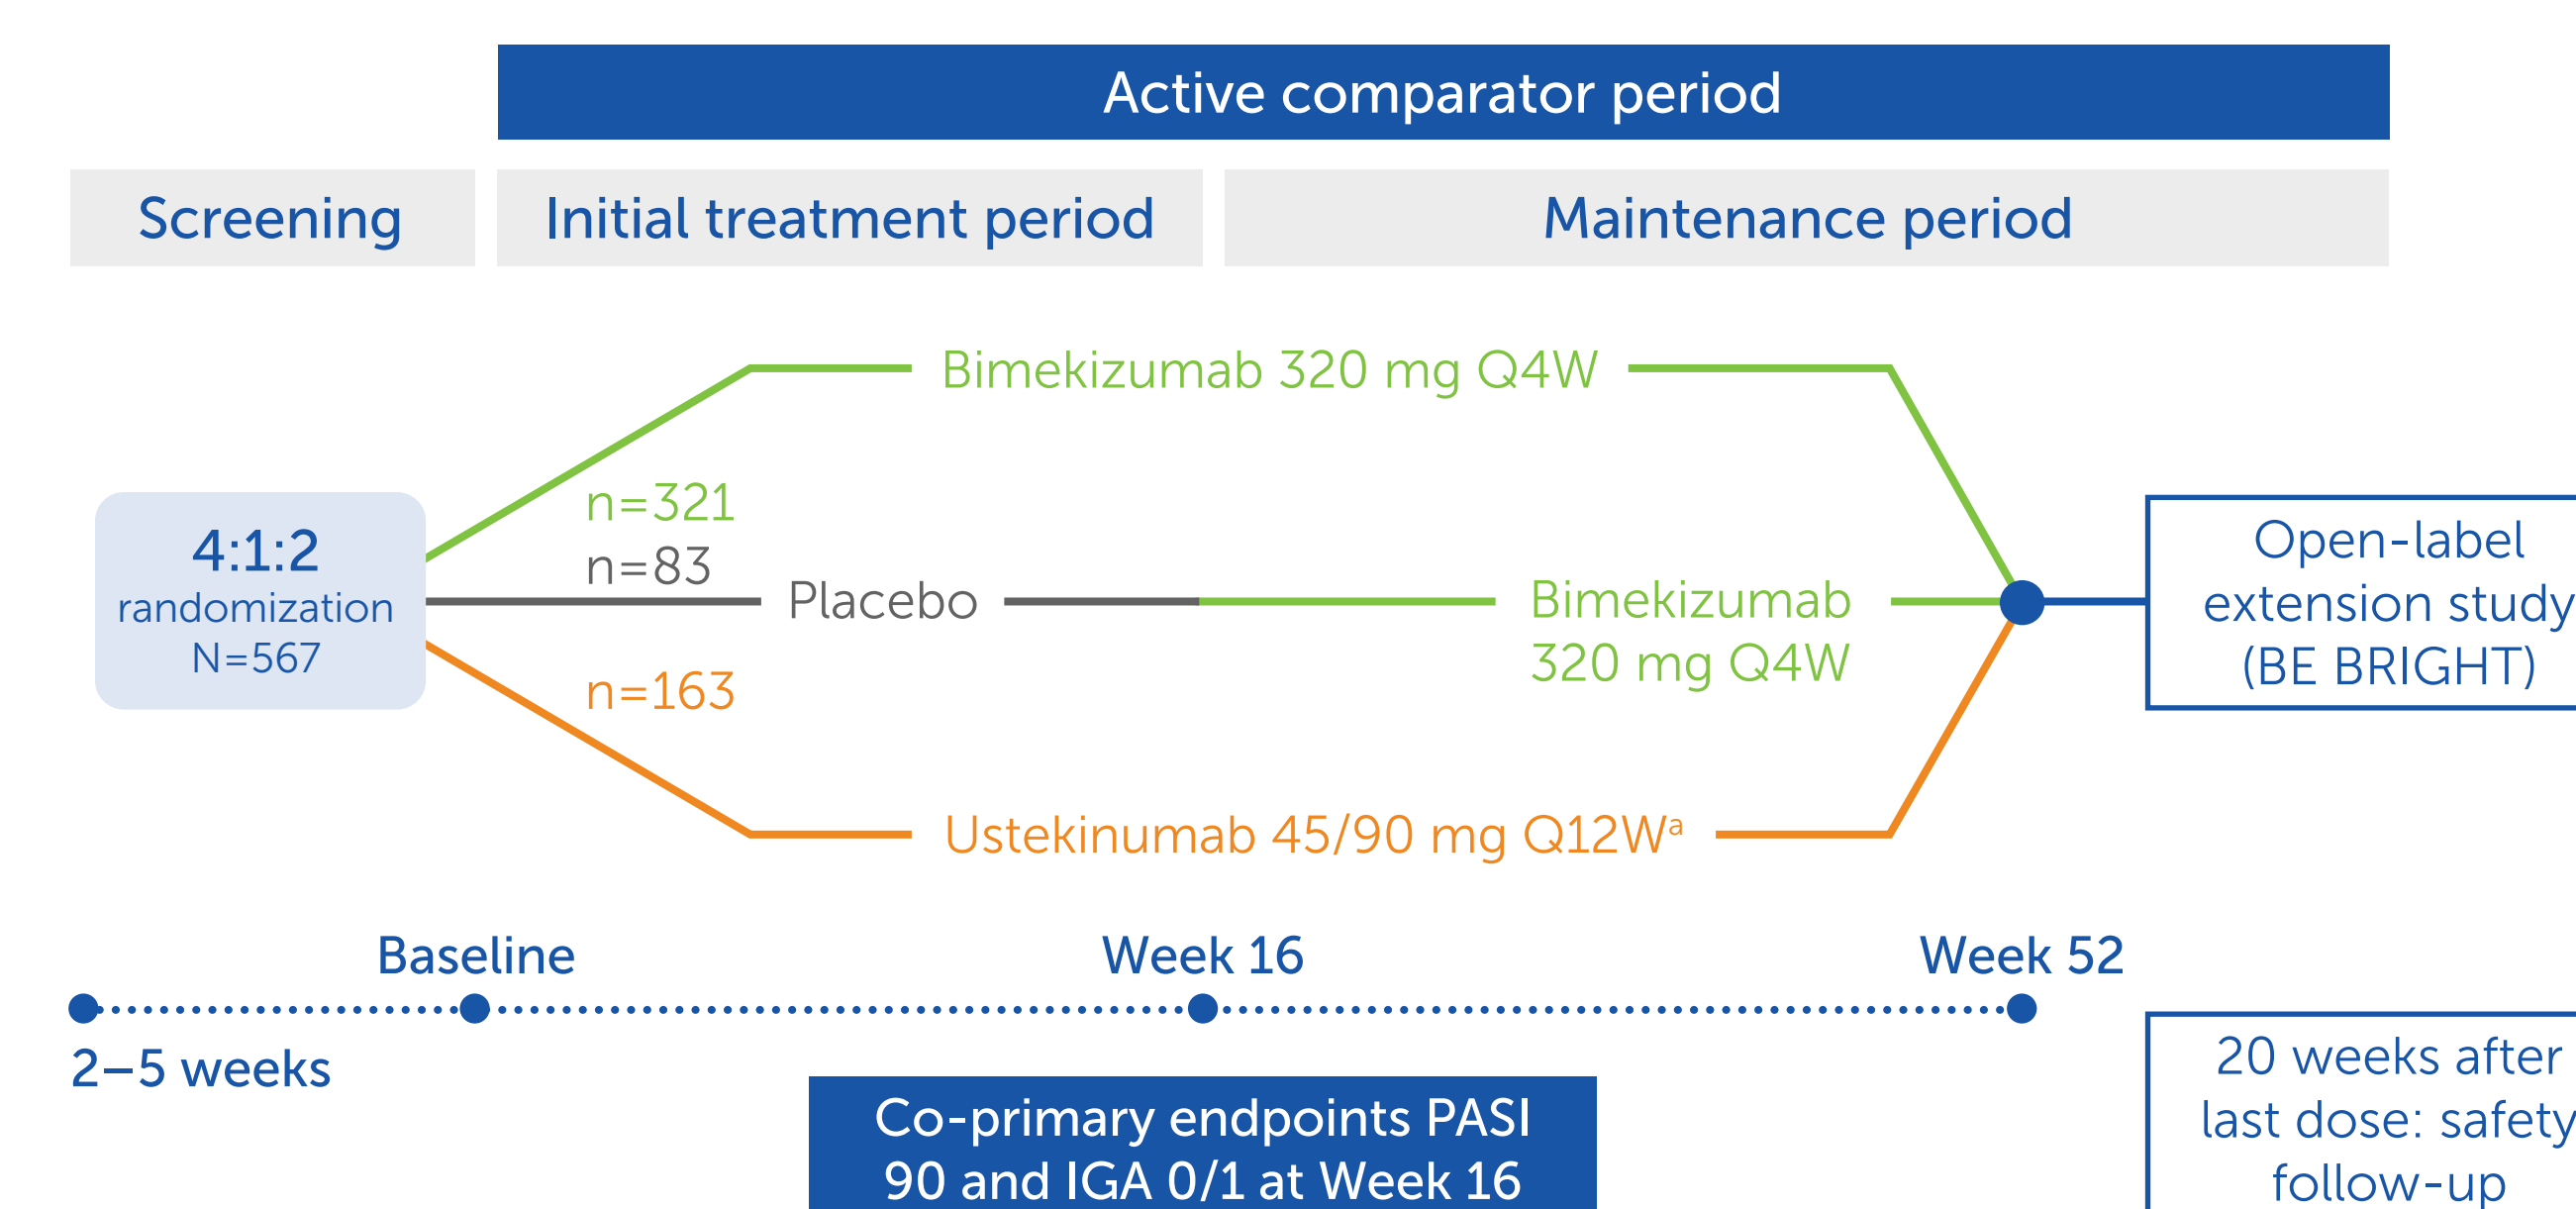 Active comparator period
Screening
Initial treatment period
Maintenance period
Bimekizumab 320 mg Q4W
n=321
4:1:2
randomization
N=567
n=83
Placebo
Bimekizumab
320 mg Q4W
n=163
Ustekinumab 45/90 mg Q12Wᵃ
Open-label
extension study
(BE BRIGHT)
Baseline
Week 16
Week 52
2–5 weeks
Co-primary endpoints PASI
90 and IGA 0/1 at Week 16
20 weeks after
last dose: safety
follow-up